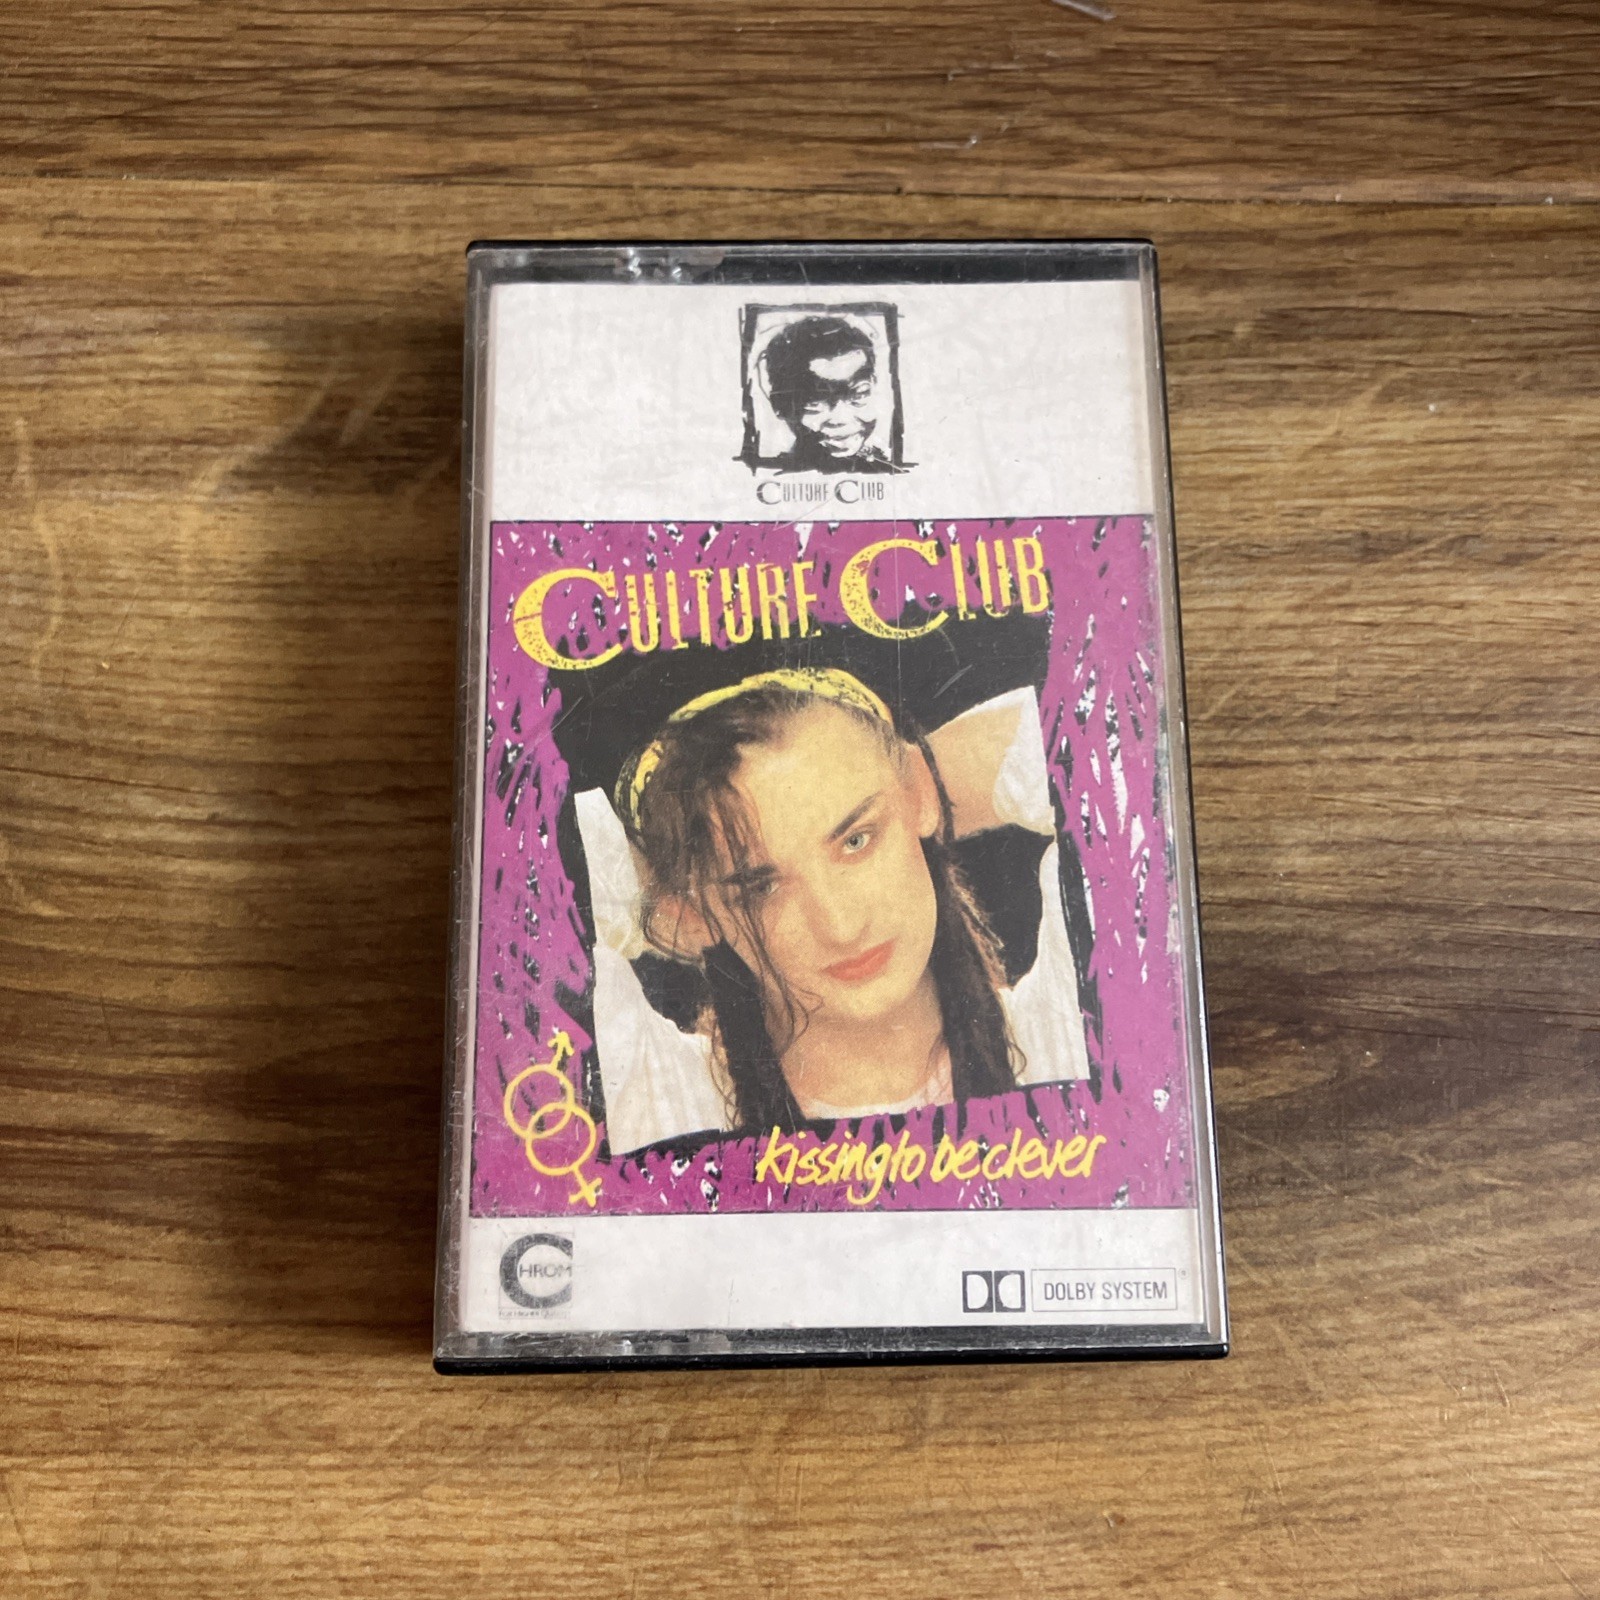 CULTURE CLUB
CULTURE CLUB
kissing to be clever
CHROM
DOLBY SYSTEM